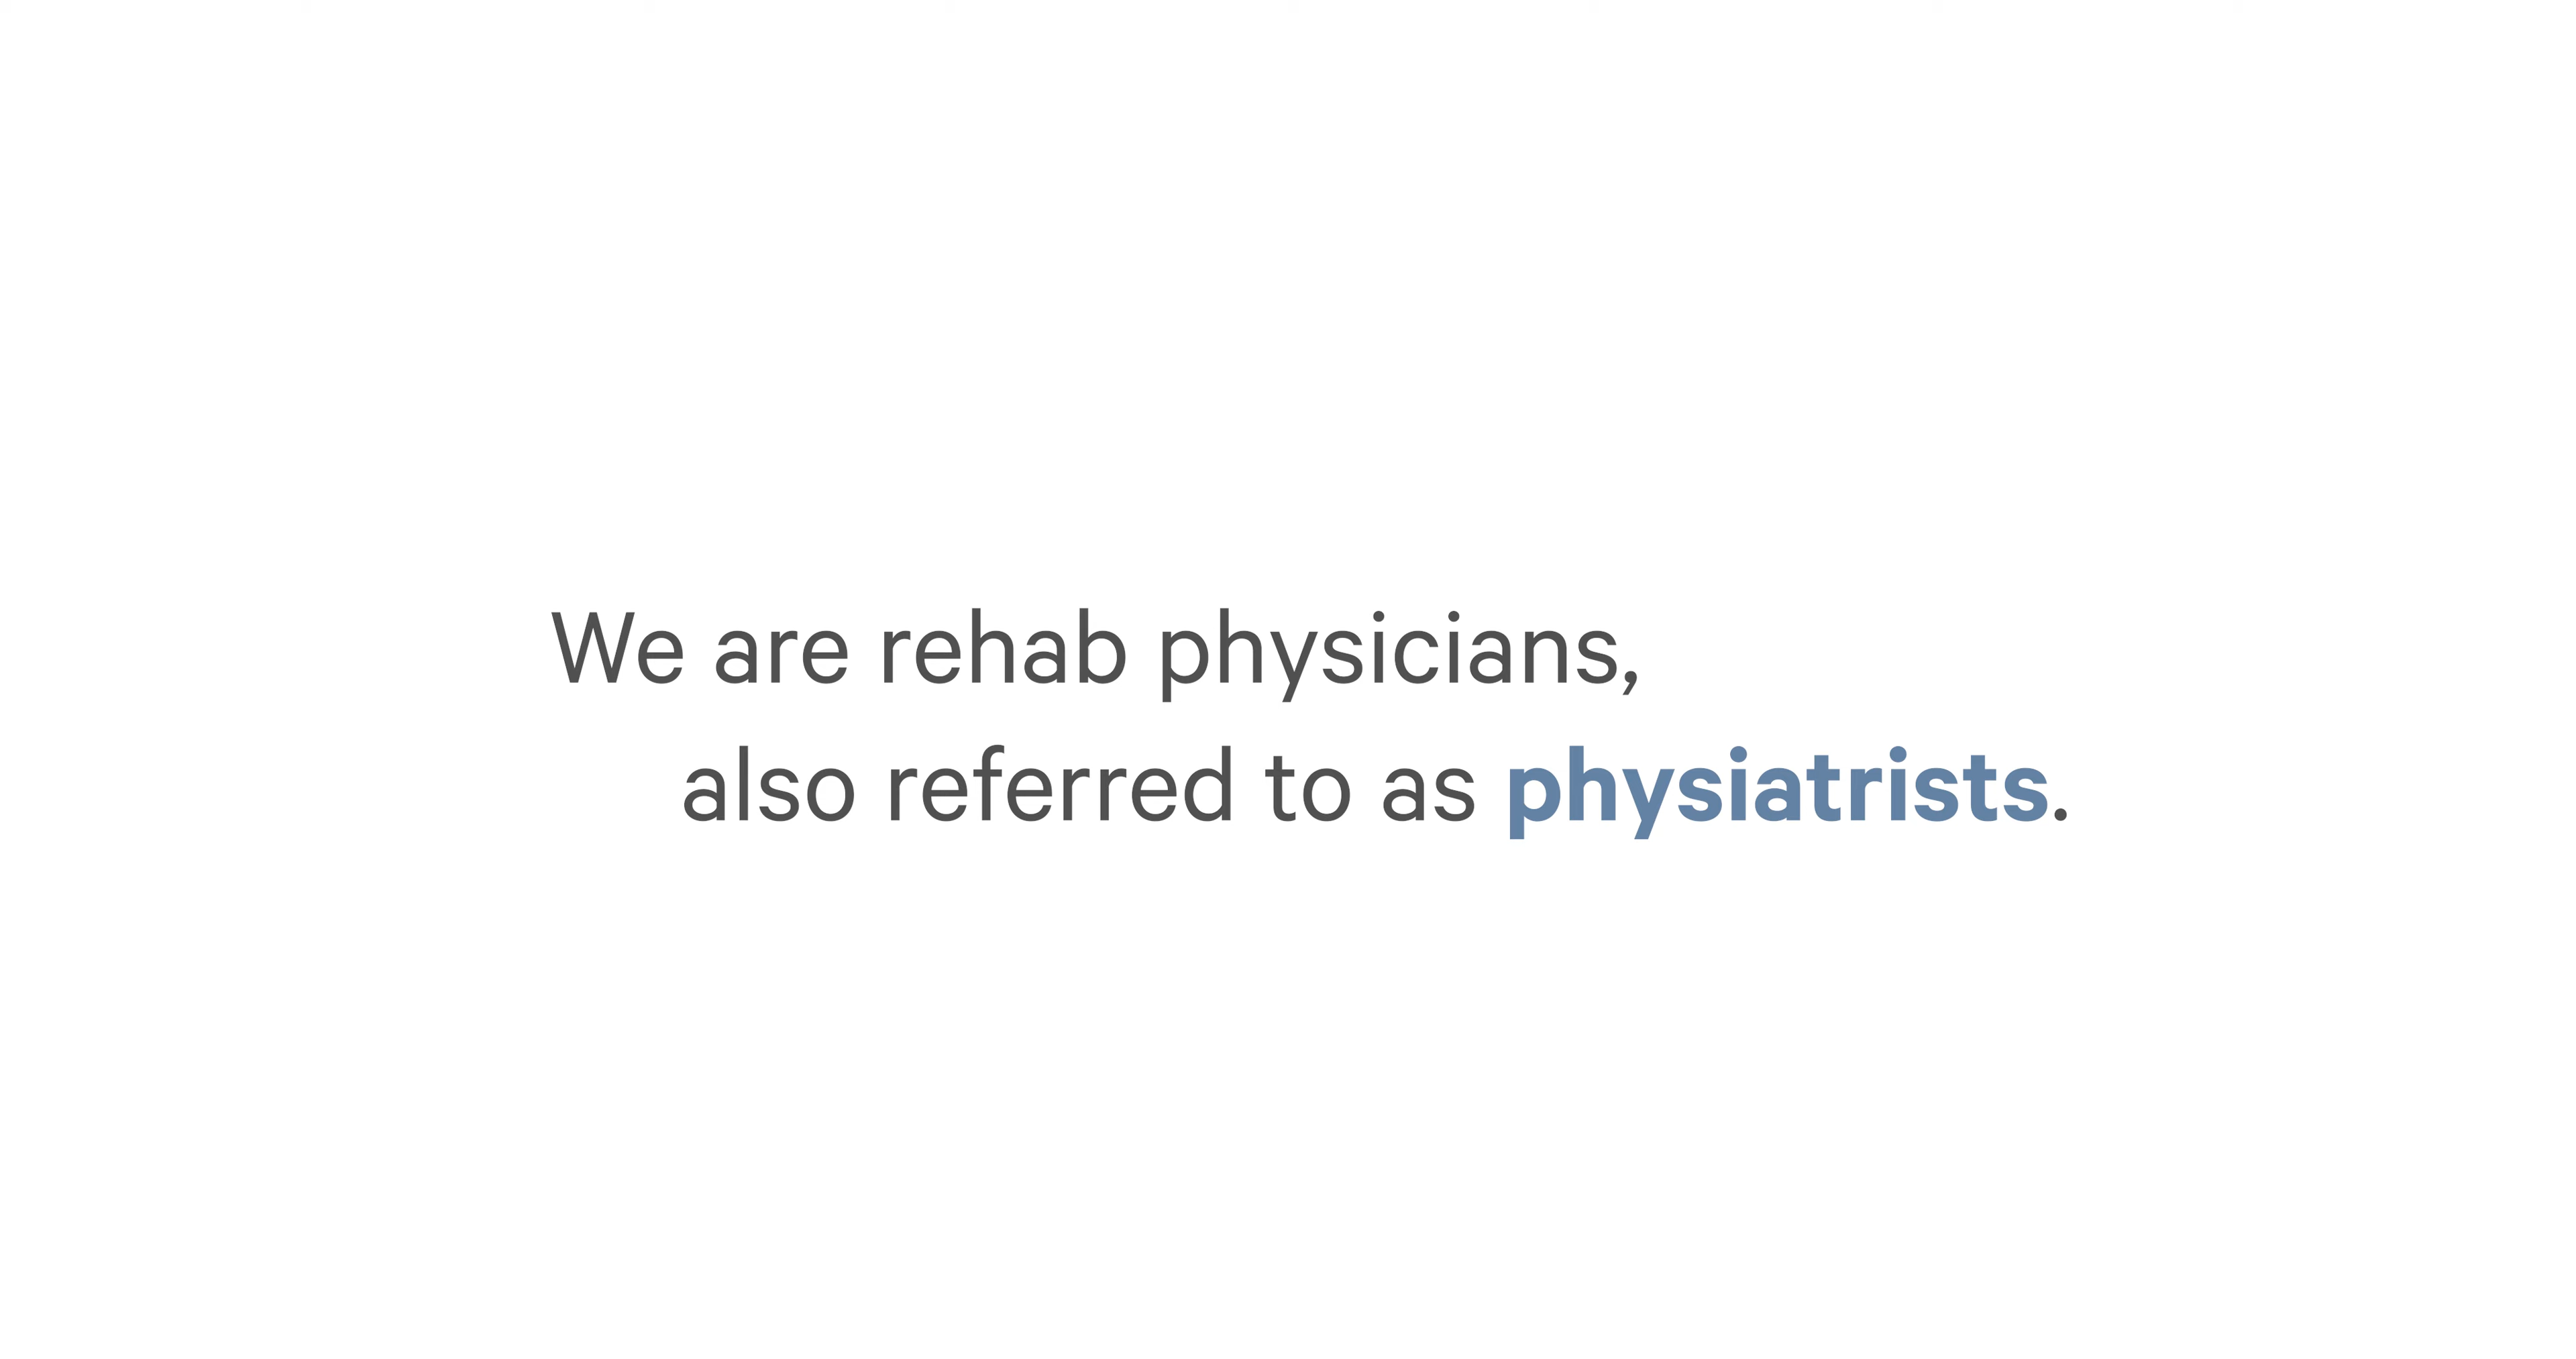 We are rehab physicians,
also referred to as physiatrists.